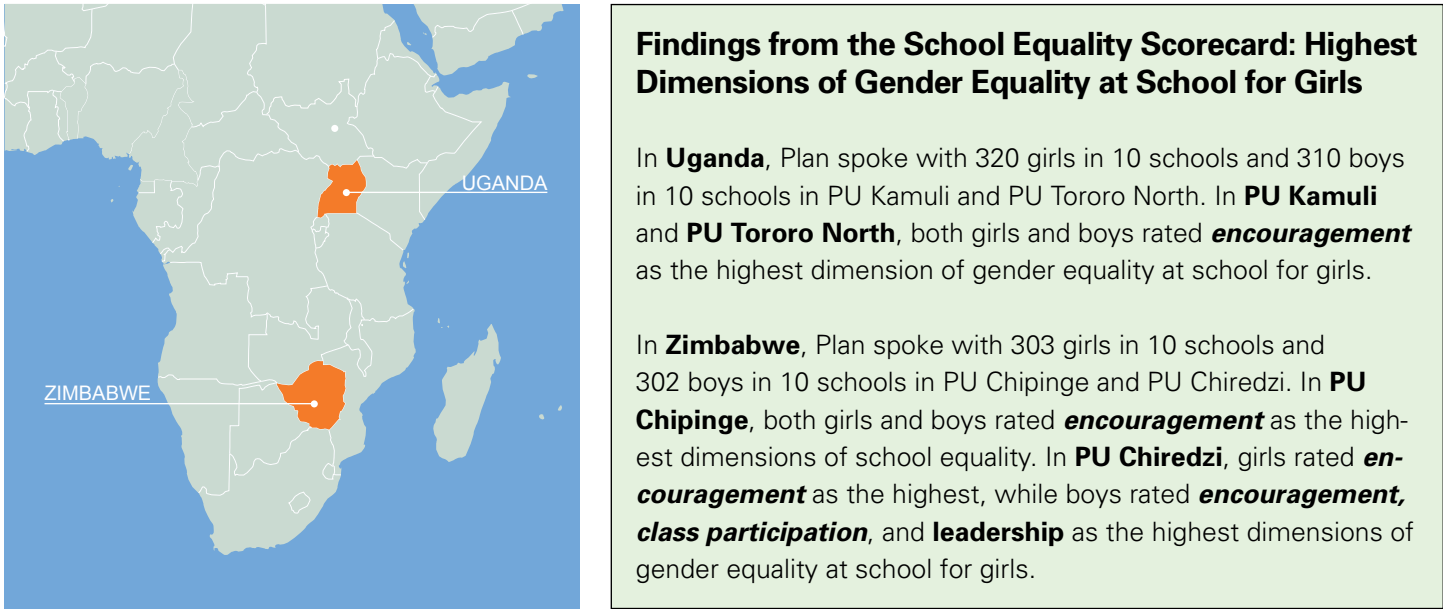 UGANDA
ZIMBABWE
Findings from the School Equality Scorecard: Highest
Dimensions of Gender Equality at School for Girls
In Uganda, Plan spoke with 320 girls in 10 schools and 310 boys
in 10 schools in PU Kamuli and PU Tororo North. In PU Kamuli
and PU Tororo North, both girls and boys rated encouragement
as the highest dimension of gender equality at school for girls.
In Zimbabwe, Plan spoke with 303 girls in 10 schools and
302 boys in 10 schools in PU Chipinge and PU Chiredzi. In PU
Chipinge, both girls and boys rated encouragement as the high-
est dimensions of school equality. In PU Chiredzi, girls rated en-
couragement as the highest, while boys rated encouragement,
class participation, and leadership as the highest dimensions of
gender equality at school for girls.